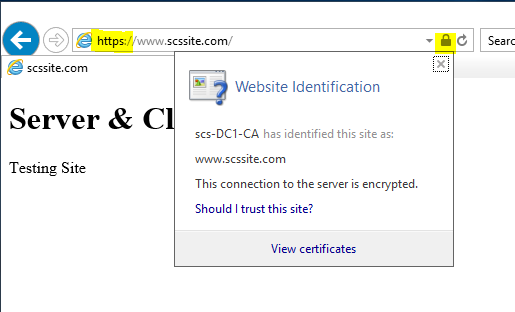 https://www.scssite.com/
Sear
scssite.com
Website Identification
Server & Cl
scs-DC1-CA has identified this site as:
www.scssite.com
Testing Site
This connection to the server is encrypted.
Should I trust this site?
View certificates